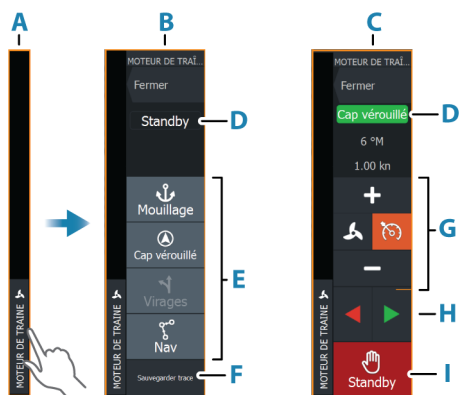 A
B
C
MOTEUR DE TRAINE
MOTEUR DE TRAÎ...
Fermer
Standby
D
Mouillage
Cap vérouillé
Virages
Nav
E
Sauvegarder trace
F
MOTEUR DE TRAINE
MOTEUR DE TRAÎ...
Fermer
Cap vérouillé
D
6 °M
1.00 kn
+
−
G
H
Standby
I
MOTEUR DE TRAINE